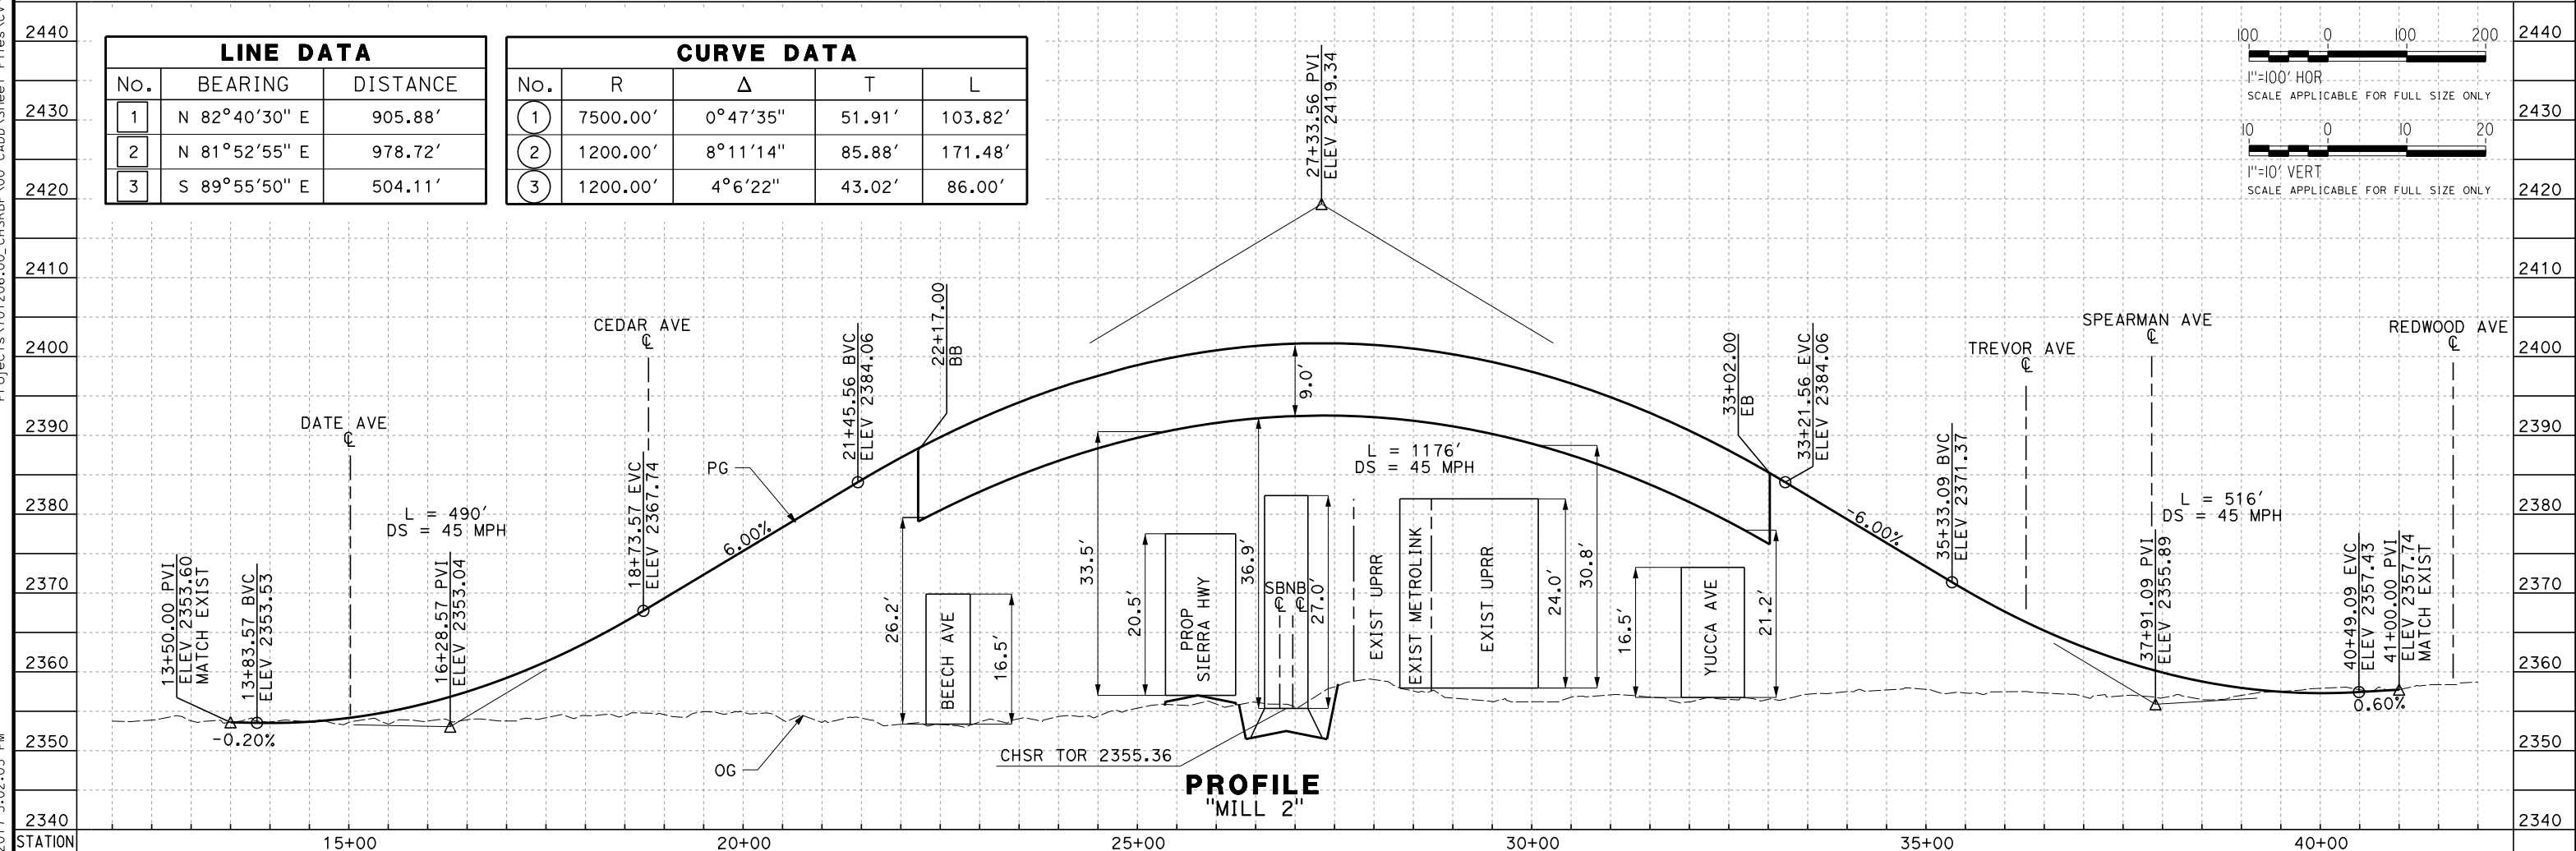 LINE DATA
No. BEARING DISTANCE
1 N 82°40'30" E 905.88'
2 N 81°52'55" E 978.72'
3 S 89°55'50" E 504.11'
CURVE DATA
No. R Δ T L
1 7500.00' 0°47'35" 51.91' 103.82'
2 1200.00' 8°11'14" 85.88' 171.48'
3 1200.00' 4°6'22" 43.02' 86.00'
100 0 100 200
1"=100' HOR
SCALE APPLICABLE FOR FULL SIZE ONLY
10 0 10 20
1"=10' VERT
SCALE APPLICABLE FOR FULL SIZE ONLY
2440
2430
2420
2410
2400
2390
2380
2370
2360
2350
2340
2440
2430
2420
2410
2400
2390
2380
2370
2360
2350
2340
13+50.00 PVI
ELEV 2353.60
MATCH EXIST
13+83.57 BVC
ELEV 2353.53
-0.20%
DATE AVE
℄
L = 490'
DS = 45 MPH
16+28.57 PVI
ELEV 2353.04
CEDAR AVE
℄
18+73.57 EVC
ELEV 2367.74
PG
6.00%
OG
21+45.56 BVC
ELEV 2384.06
22+17.00
BB
26.2'
BEECH AVE
16.5'
33.5'
20.5'
PROP
SIERRA HWY
36.9'
SB NB
℄ ℄
27.0'
9.0'
27+33.56 PVI
ELEV 2419.34
L = 1176'
DS = 45 MPH
EXIST UPRR
EXIST METROLINK
EXIST UPRR
24.0'
30.8'
CHSR TOR 2355.36
16.5'
YUCCA AVE
21.2'
33+02.00
EB
33+21.56 EVC
ELEV 2384.06
-6.00%
35+33.09 BVC
ELEV 2371.37
TREVOR AVE
℄
SPEARMAN AVE
℄
L = 516'
DS = 45 MPH
37+91.09 PVI
ELEV 2355.89
REDWOOD AVE
℄
40+49.09 EVC
ELEV 2357.43
41+00.00 PVI
ELEV 2357.74
MATCH EXIST
0.60%
PROFILE
"MILL 2"
STATION 15+00 20+00 25+00 30+00 35+00 40+00